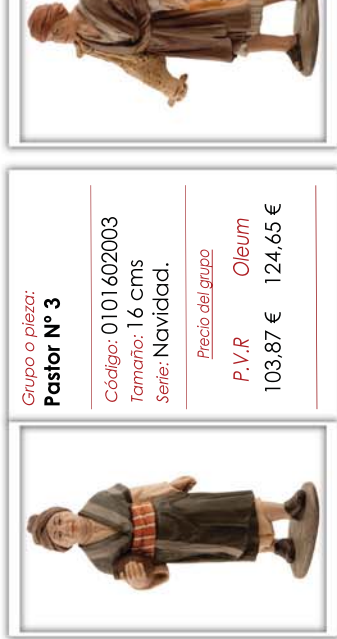 Grupo o pieza:
Pastor Nº 3
Código: 0101602003
Tamaño: 16 cms
Serie: Navidad.
Precio del grupo
P.V.R Oleum
103,87 € 124,65 €